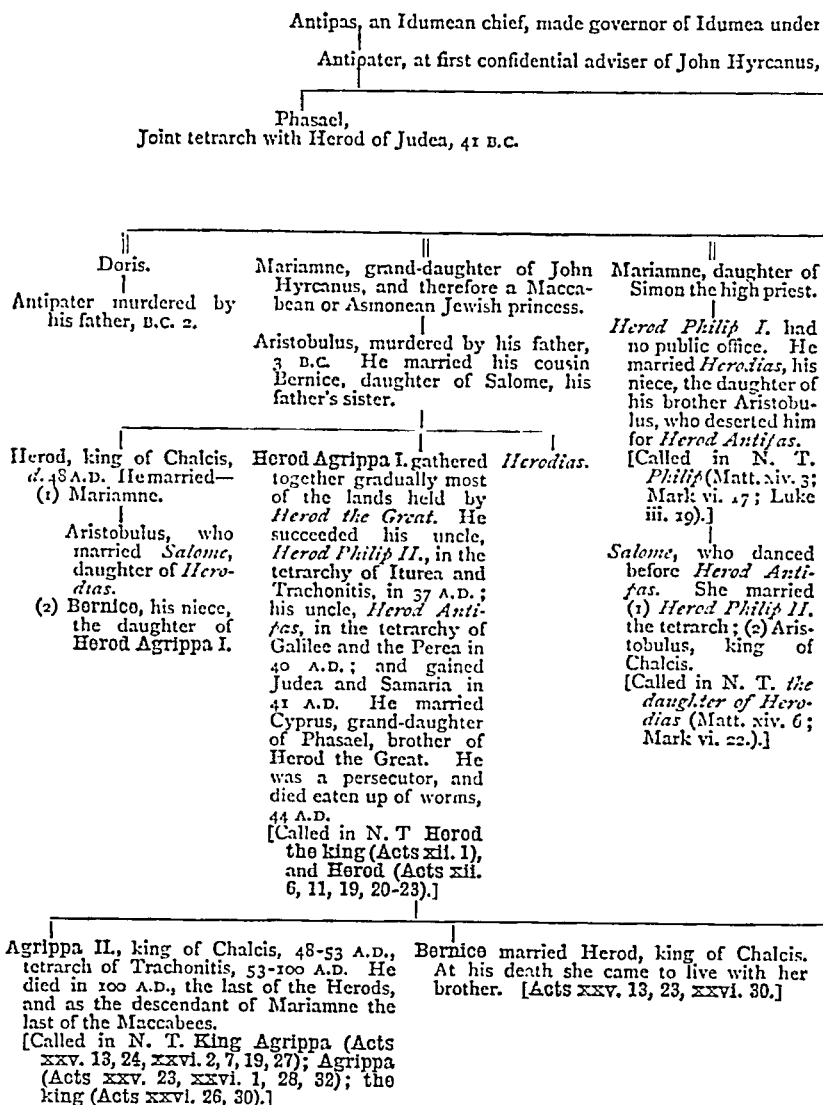 Antipas, an Idumean chief, made governor of Idumea under
Antipater, at first confidential adviser of John Hyrcanus,
Phasael,
Joint tetrarch with Herod of Judea, 41 B.C.
Doris.
Antipater murdered by
his father, B.C. 2.
Mariamne, grand-daughter of John
Hyrcanus, and therefore a Macca-
bean or Asmonean Jewish princess.
Aristobulus, murdered by his father,
3 B.C. He married his cousin
Bernice, daughter of Salome, his
father's sister.
Mariamne, daughter of
Simon the high priest.
Herod Philip I. had
no public office. He
married Herodias, his
niece, the daughter of
his brother Aristobu-
lus, who deserted him
for Herod Antipas.
[Called in N. T.
Philip (Matt. xiv. 3;
Mark vi. 17; Luke
iii. 19).]
Salome, who danced
before Herod Anti-
pas. She married
(1) Herod Philip II.
the tetrarch; (2) Aris-
tobulus, king of
Chalcis.
[Called in N. T. the
daughter of Hero-
dias (Matt. xiv. 6;
Mark vi. 22.).]
Herod, king of Chalcis,
d. 48 A.D. He married—
(1) Mariamne.
Aristobulus, who
married Salome,
daughter of Hero-
dias.
(2) Bernice, his niece,
the daughter of
Herod Agrippa I.
Herod Agrippa I. gathered
together gradually most
of the lands held by
Herod the Great. He
succeeded his uncle,
Herod Philip II., in the
tetrarchy of Iturea and
Trachonitis, in 37 A.D.;
his uncle, Herod Anti-
pas, in the tetrarchy of
Galilee and the Perea in
40 A.D.; and gained
Judea and Samaria in
41 A.D. He married
Cyprus, grand-daughter
of Phasael, brother of
Herod the Great. He
was a persecutor, and
died eaten up of worms,
44 A.D.
[Called in N. T Herod
the king (Acts xii. 1),
and Herod (Acts xii.
6, 11, 19, 20-23).]
Herodias.
Agrippa II., king of Chalcis, 48-53 A.D.,
tetrarch of Trachonitis, 53-100 A.D. He
died in 100 A.D., the last of the Herods,
and as the descendant of Mariamne the
last of the Maccabees.
[Called in N. T. King Agrippa (Acts
xxv. 13, 24, xxvi. 2, 7, 19, 27); Agrippa
(Acts xxv. 23, xxvi. 1, 28, 32); the
king (Acts xxvi. 26, 30).]
Bernice married Herod, king of Chalcis.
At his death she came to live with her
brother. [Acts xxv. 13, 23, xxvi. 30.]